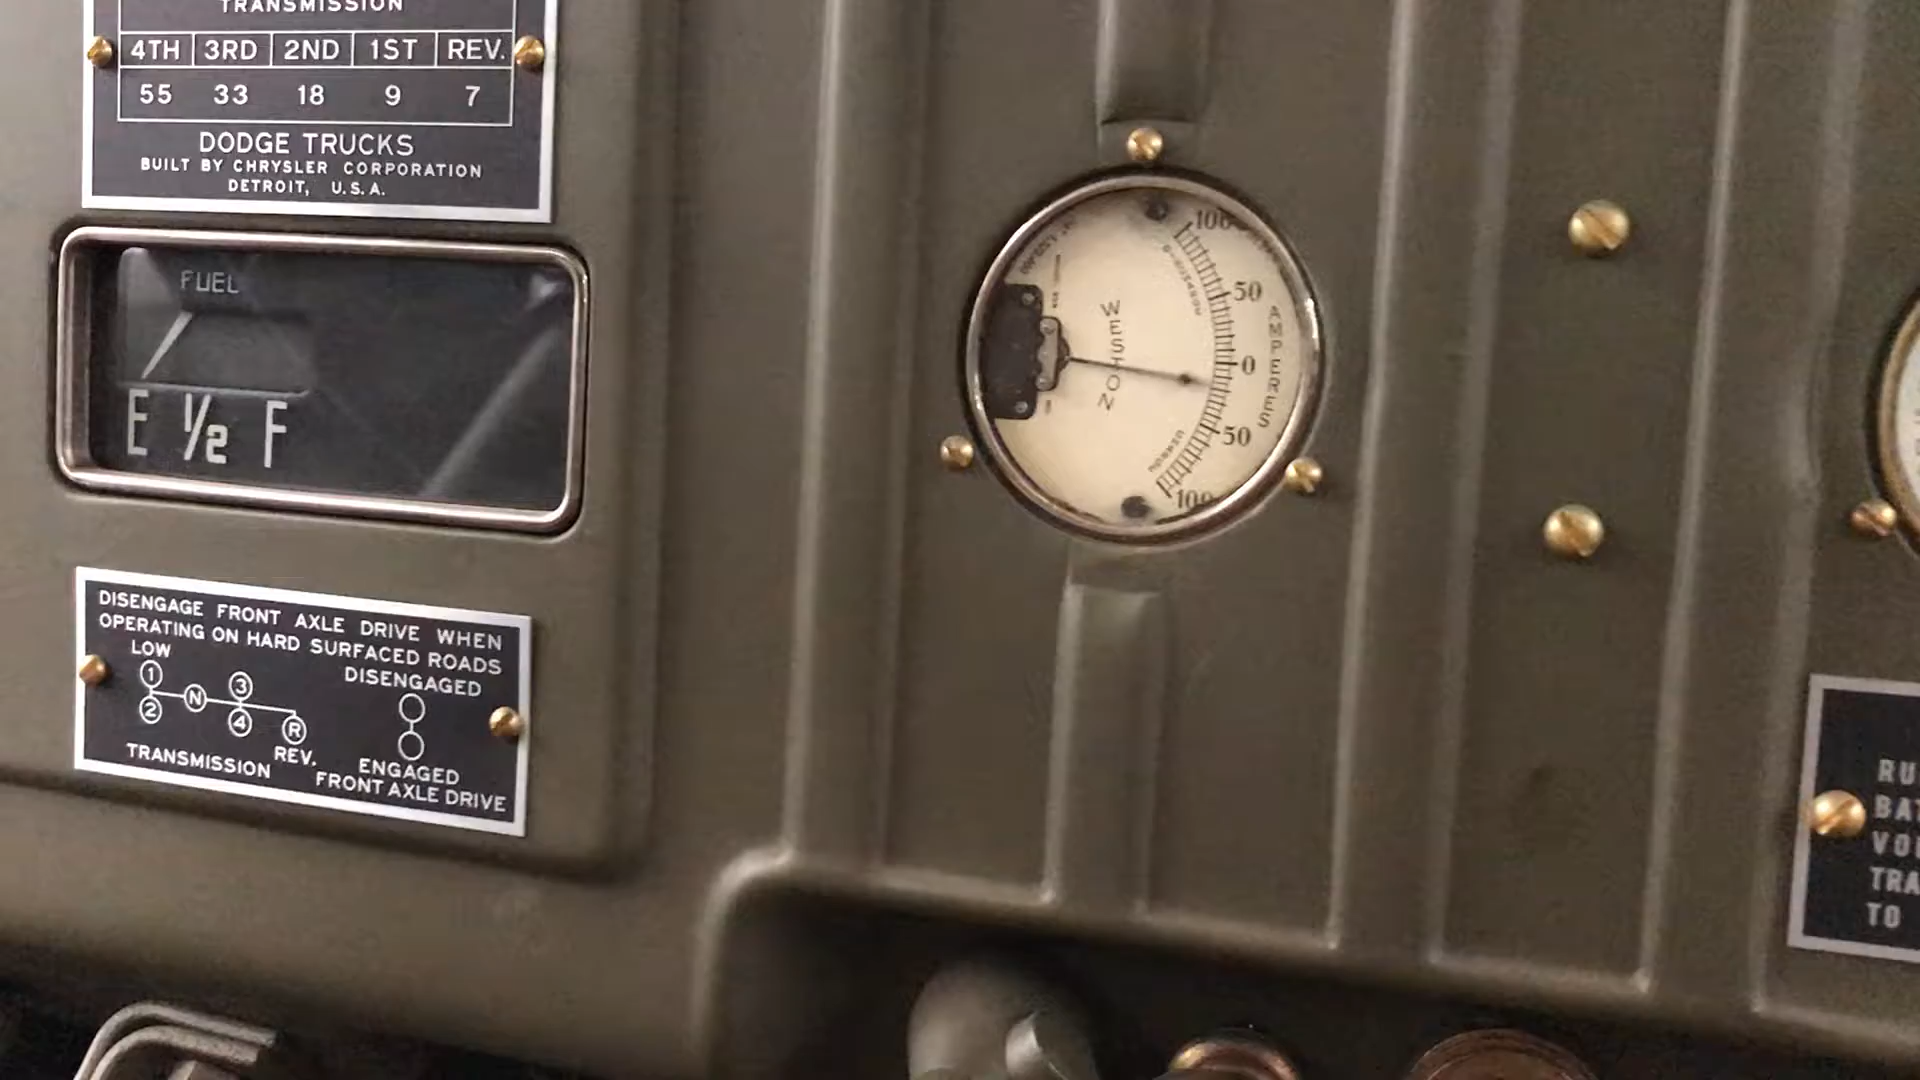 TRANSMISSION
4TH 3RD 2ND 1ST REV.
55 33 18 9 7
DODGE TRUCKS
BUILT BY CHRYSLER CORPORATION
DETROIT, U.S.A.
FUEL
E 1/2 F
DISENGAGE FRONT AXLE DRIVE WHEN
OPERATING ON HARD SURFACED ROADS
LOW
DISENGAGED
1 N 3
2 4 R
REV.
TRANSMISSION
ENGAGED
FRONT AXLE DRIVE
100
50
0
50
100
AMPERES
WESTON
TO